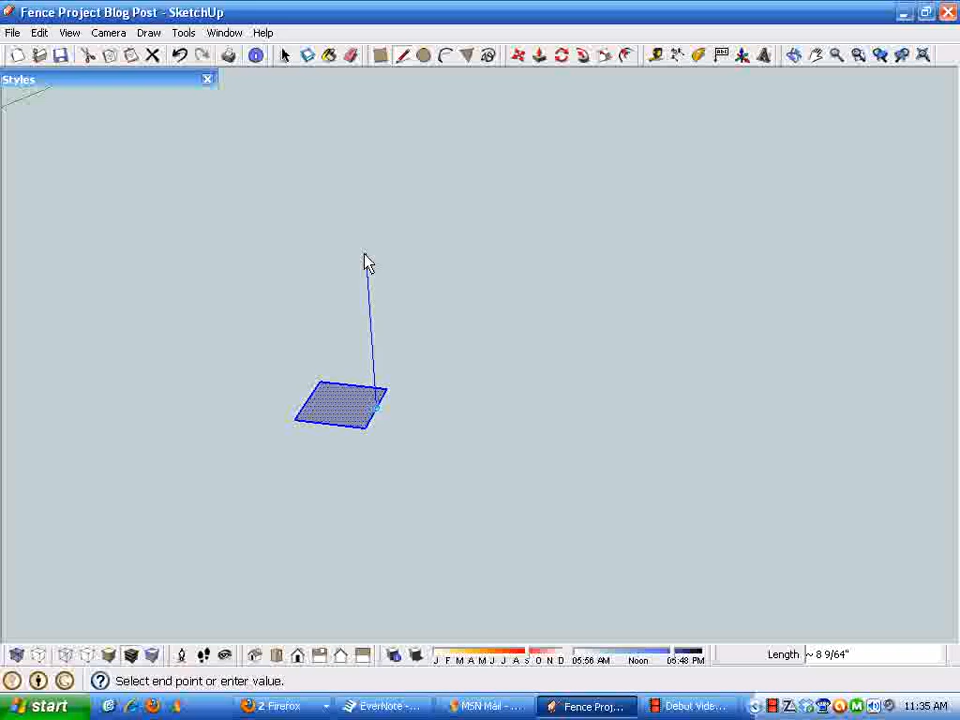 Fence Project Blog Post - SketchUp
File Edit View Camera Draw Tools Window Help
Styles
J F M A M J J A S O N D 05:56 AM Noon 05:48 PM
Length ~ 8 9/64"
Select end point or enter value.
start 2 Firefox EverNote -... MSN Mail - ... Fence Proj... Debut Vide... 11:35 AM